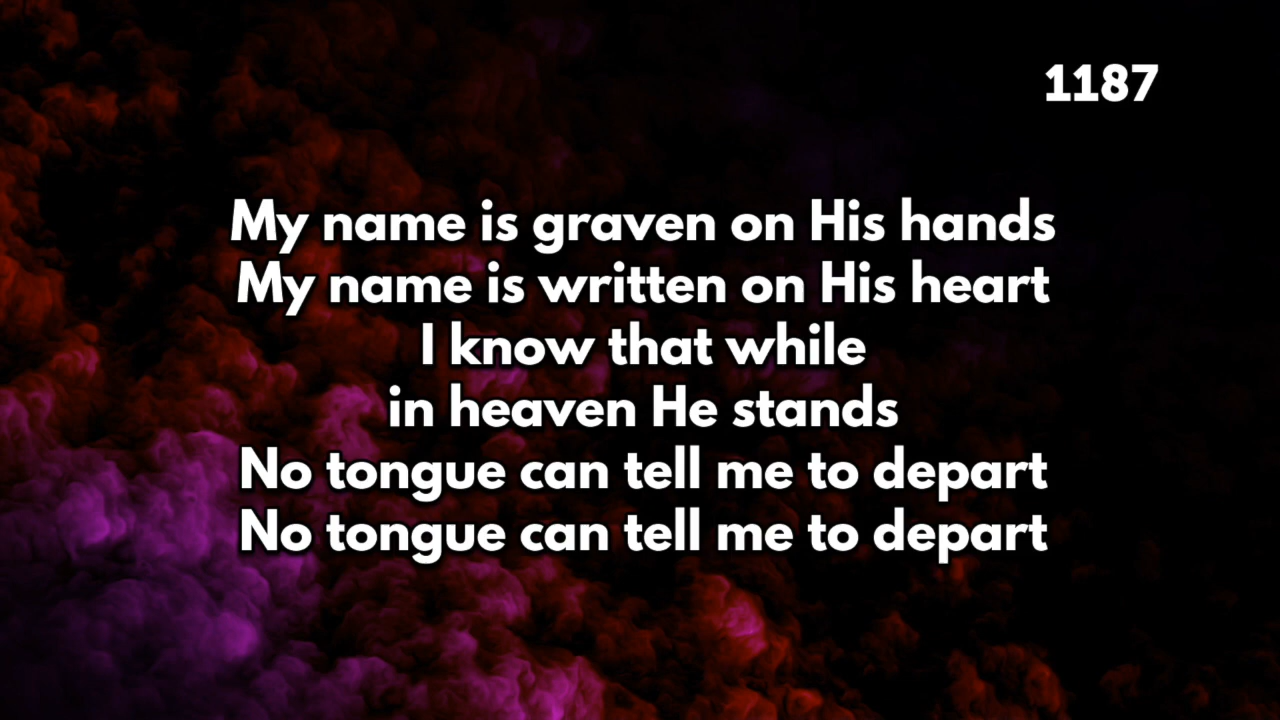 1187
My name is graven on His hands
My name is written on His heart
I know that while
in heaven He stands
No tongue can tell me to depart
No tongue can tell me to depart